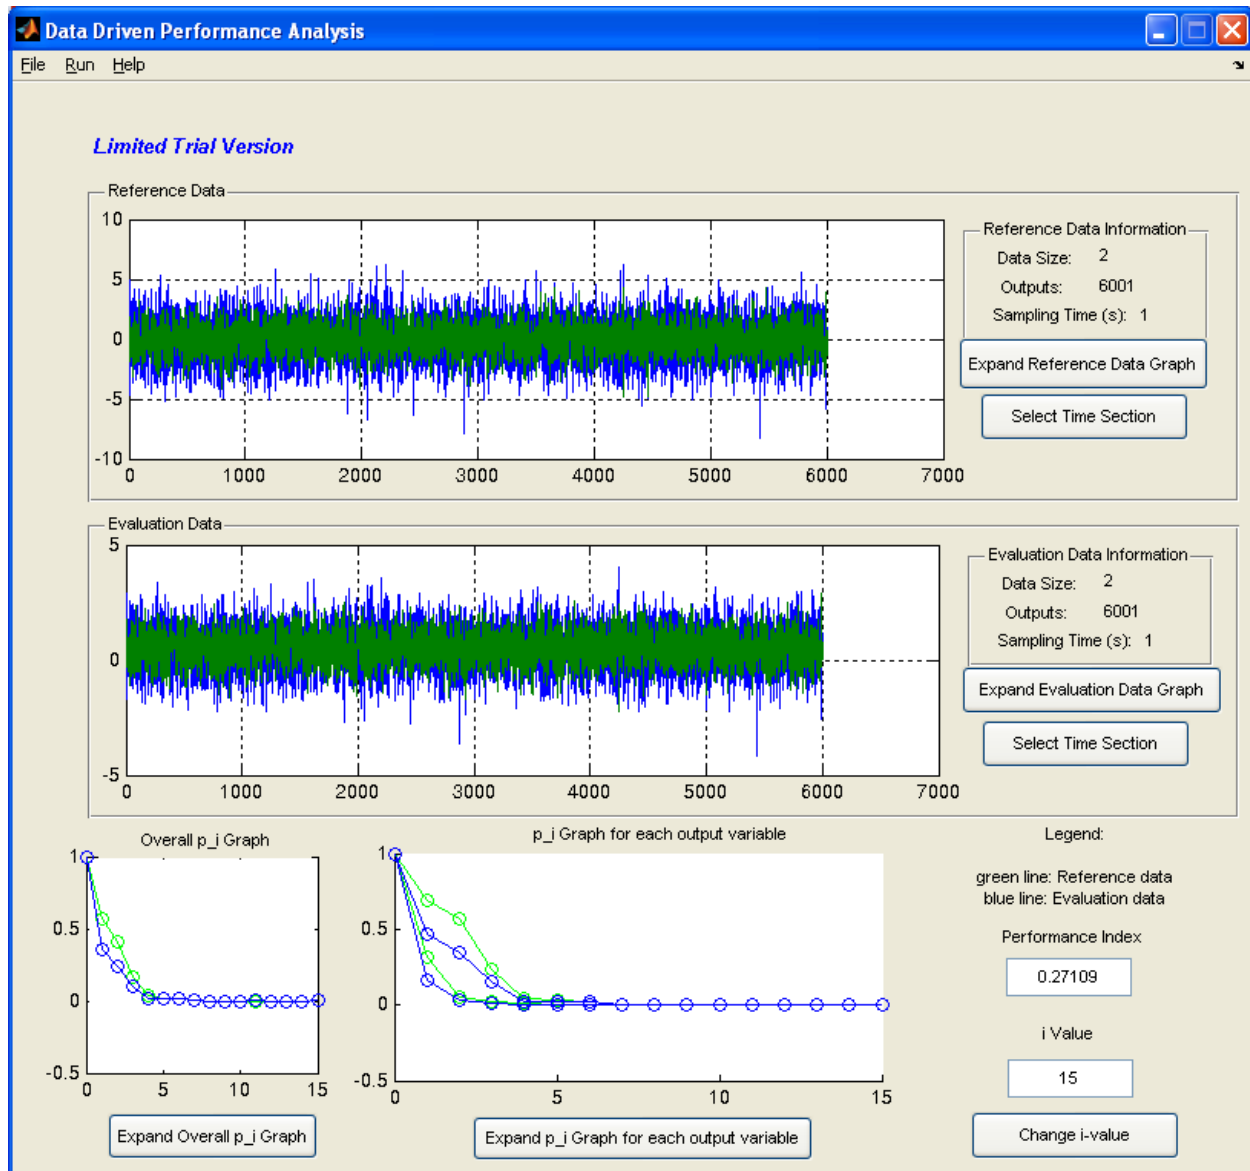 Data Driven Performance Analysis
File Run Help
Limited Trial Version
Reference Data
10
5
0
-5
-10
0 1000 2000 3000 4000 5000 6000 7000
Reference Data Information
Data Size: 2
Outputs: 6001
Sampling Time (s): 1
Expand Reference Data Graph
Select Time Section
Evaluation Data
5
0
-5
0 1000 2000 3000 4000 5000 6000 7000
Evaluation Data Information
Data Size: 2
Outputs: 6001
Sampling Time (s): 1
Expand Evaluation Data Graph
Select Time Section
Overall p_i Graph
1
0.5
0
-0.5
0 5 10 15
Expand Overall p_i Graph
p_i Graph for each output variable
1
0.5
0
-0.5
0 5 10 15
Expand p_i Graph for each output variable
Legend:
green line: Reference data
blue line: Evaluation data
Performance Index
0.27109
i Value
15
Change i-value